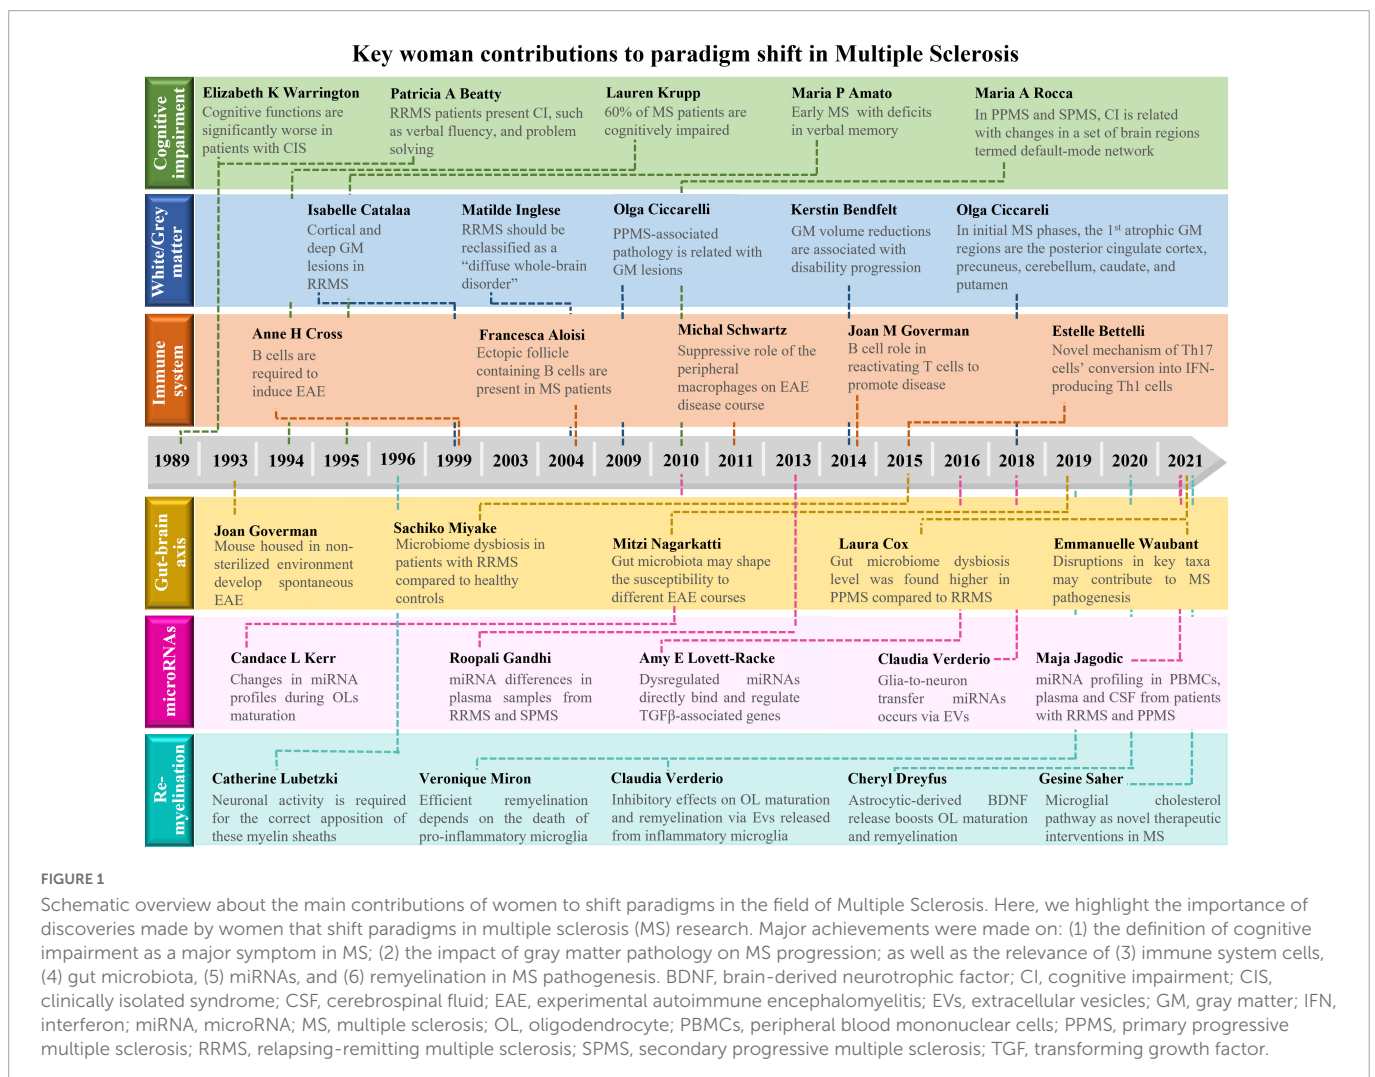 Key woman contributions to paradigm shift in Multiple Sclerosis
Cognitive
impairment
Elizabeth K Warrington
Cognitive functions are
significantly worse in
patients with CIS
Patricia A Beatty
RRMS patients present CI, such
as verbal fluency, and problem
solving
Lauren Krupp
60% of MS patients are
cognitively impaired
Maria P Amato
Early MS with deficits
in verbal memory
Maria A Rocca
In PPMS and SPMS, CI is related
with changes in a set of brain regions
termed default-mode network
White/Grey
matter
Isabelle Catalaa
Cortical and
deep GM
lesions in
RRMS
Matilde Inglese
RRMS should be
reclassified as a
“diffuse whole-brain
disorder”
Olga Ciccarelli
PPMS-associated
pathology is related with
GM lesions
Kerstin Bendfelt
GM volume reductions
are associated with
disability progression
Olga Ciccareli
In initial MS phases, the 1st atrophic GM
regions are the posterior cingulate cortex,
precuneus, cerebellum, caudate, and
putamen
Immune
system
Anne H Cross
B cells are
required to
induce EAE
Francesca Aloisi
Ectopic follicle
containing B cells are
present in MS patients
Michal Schwartz
Suppressive role of the
peripheral
macrophages on EAE
disease course
Joan M Goverman
B cell role in
reactivating T cells to
promote disease
Estelle Bettelli
Novel mechanism of Th17
cells’ conversion into IFN-
producing Th1 cells
1989 1993 1994 1995 1996 1999 2003 2004 2009 2010 2011 2013 2014 2015 2016 2018 2019 2020 2021
Gut-brain
axis
Joan Goverman
Mouse housed in non-
sterilized environment
develop spontaneous
EAE
Sachiko Miyake
Microbiome dysbiosis in
patients with RRMS
compared to healthy
controls
Mitzi Nagarkatti
Gut microbiota may shape
the susceptibility to
different EAE courses
Laura Cox
Gut microbiome dysbiosis
level was found higher in
PPMS compared to RRMS
Emmanuelle Waubant
Disruptions in key taxa
may contribute to MS
pathogenesis
microRNAs
Candace L Kerr
Changes in miRNA
profiles during OLs
maturation
Roopali Gandhi
miRNA differences in
plasma samples from
RRMS and SPMS
Amy E Lovett-Racke
Dysregulated miRNAs
directly bind and regulate
TGFβ-associated genes
Claudia Verderio
Glia-to-neuron
transfer miRNAs
occurs via EVs
Maja Jagodic
miRNA profiling in PBMCs,
plasma and CSF from patients
with RRMS and PPMS
Re-
myelination
Catherine Lubetzki
Neuronal activity is required
for the correct apposition of
these myelin sheaths
Veronique Miron
Efficient remyelination
depends on the death of
pro-inflammatory microglia
Claudia Verderio
Inhibitory effects on OL maturation
and remyelination via Evs released
from inflammatory microglia
Cheryl Dreyfus
Astrocytic-derived BDNF
release boosts OL maturation
and remyelination
Gesine Saher
Microglial cholesterol
pathway as novel therapeutic
interventions in MS
FIGURE 1
Schematic overview about the main contributions of women to shift paradigms in the field of Multiple Sclerosis. Here, we highlight the importance of
discoveries made by women that shift paradigms in multiple sclerosis (MS) research. Major achievements were made on: (1) the definition of cognitive
impairment as a major symptom in MS; (2) the impact of gray matter pathology on MS progression; as well as the relevance of (3) immune system cells,
(4) gut microbiota, (5) miRNAs, and (6) remyelination in MS pathogenesis. BDNF, brain-derived neurotrophic factor; CI, cognitive impairment; CIS,
clinically isolated syndrome; CSF, cerebrospinal fluid; EAE, experimental autoimmune encephalomyelitis; EVs, extracellular vesicles; GM, gray matter; IFN,
interferon; miRNA, microRNA; MS, multiple sclerosis; OL, oligodendrocyte; PBMCs, peripheral blood mononuclear cells; PPMS, primary progressive
multiple sclerosis; RRMS, relapsing-remitting multiple sclerosis; SPMS, secondary progressive multiple sclerosis; TGF, transforming growth factor.